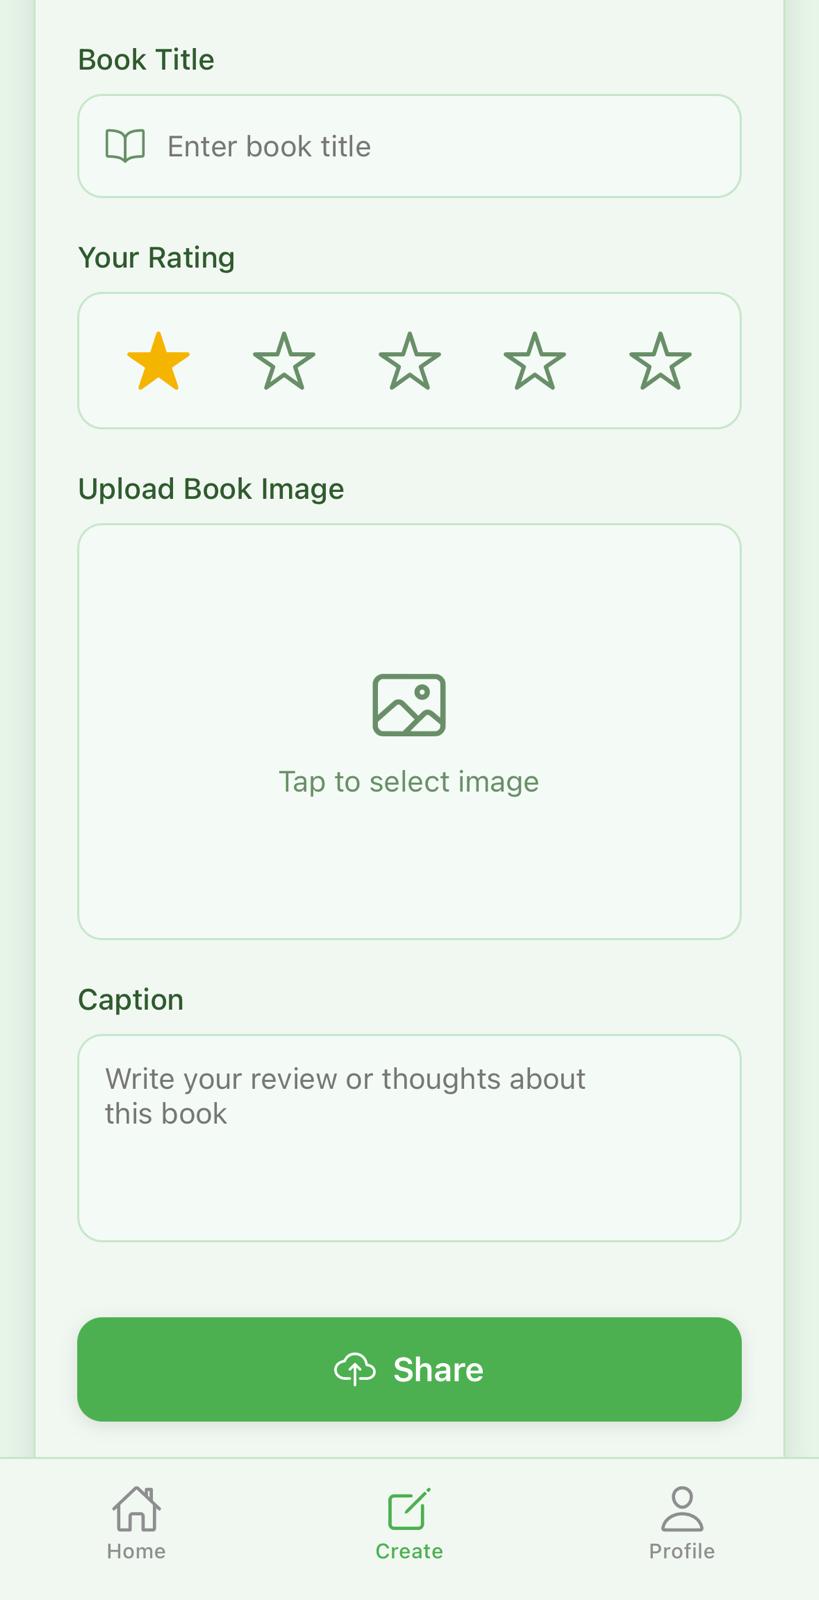 Book Title
Enter book title
Your Rating
Upload Book Image
Tap to select image
Caption
Write your review or thoughts about
this book
Share
Home
Create
Profile